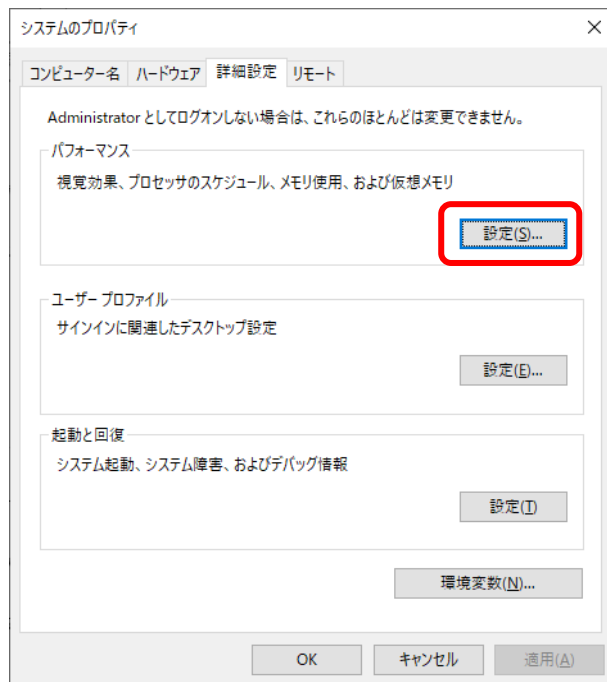 システムのプロパティ
コンピューター名 ハードウェア 詳細設定 リモート
Administrator としてログオンしない場合は、これらのほとんどは変更できません。
パフォーマンス
視覚効果、プロセッサのスケジュール、メモリ使用、および仮想メモリ
設定(S)...
ユーザー プロファイル
サインインに関連したデスクトップ設定
設定(E)...
起動と回復
システム起動、システム障害、およびデバッグ情報
設定(T)
環境変数(N)...
OK キャンセル 適用(A)